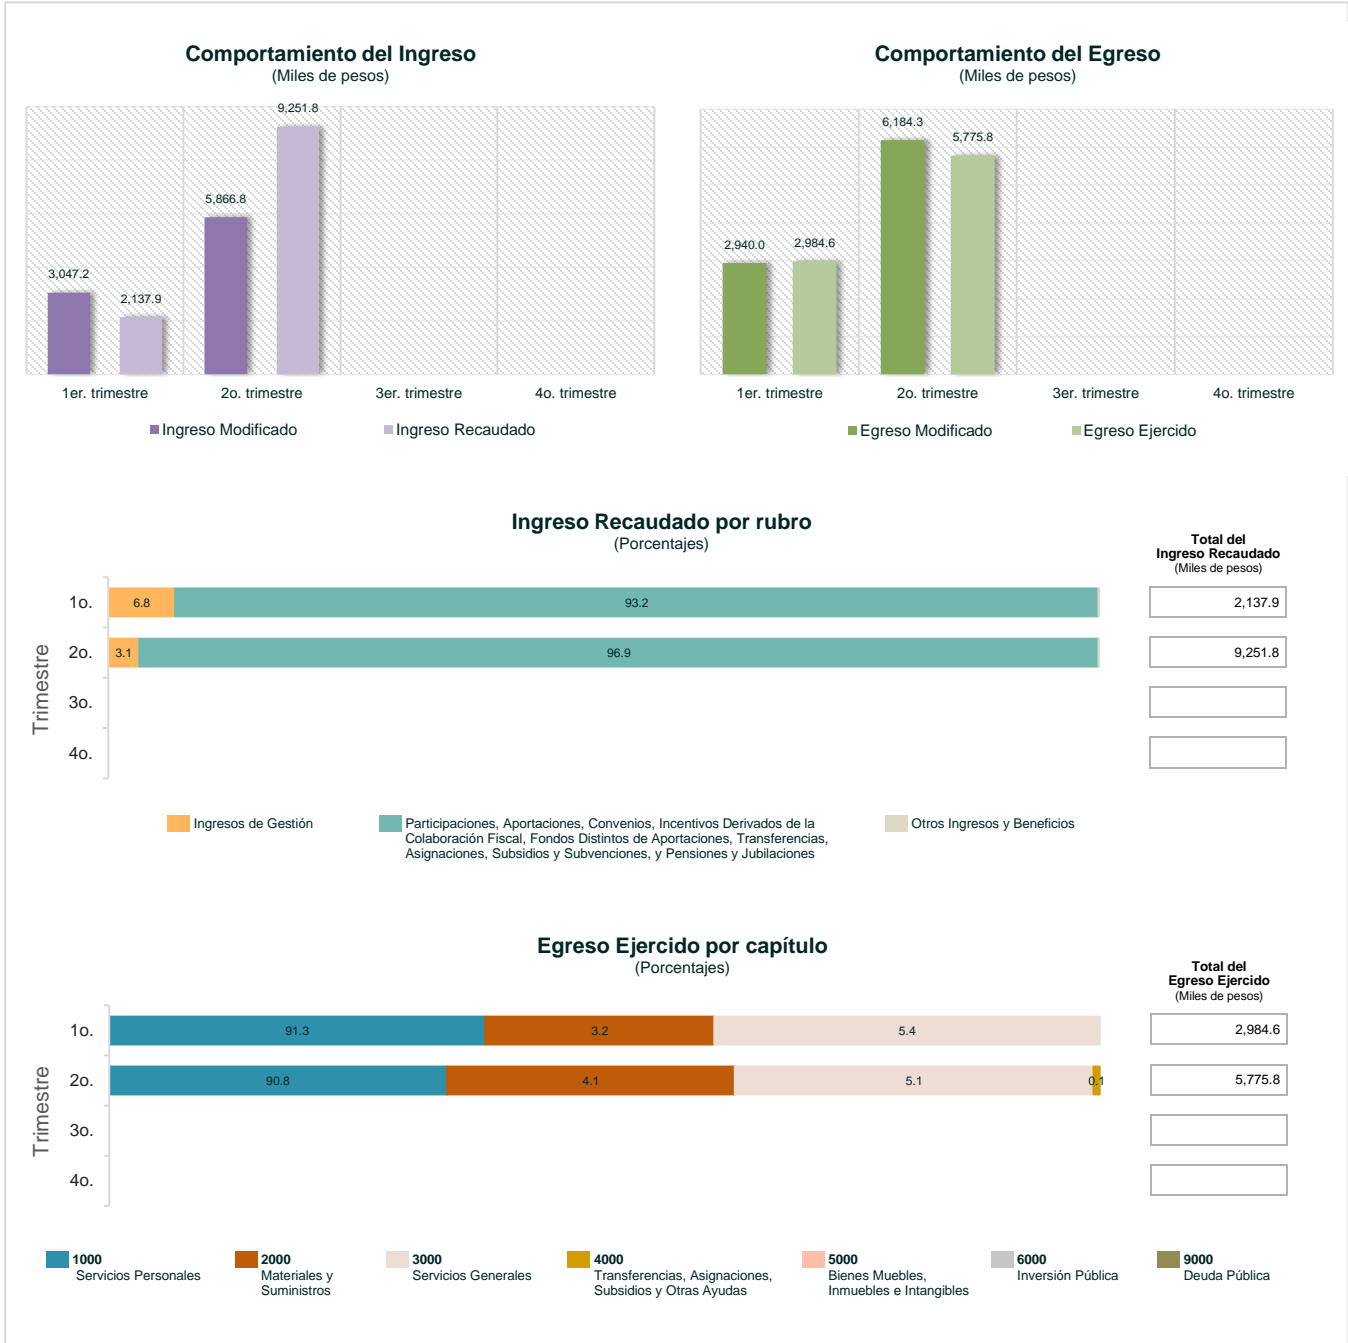 Comportamiento del Ingreso
(Miles de pesos)
9,251.8
5,866.8
3,047.2
2,137.9
1er. trimestre
2o. trimestre
3er. trimestre
4o. trimestre
Ingreso Modificado
Ingreso Recaudado
Comportamiento del Egreso
(Miles de pesos)
6,184.3
5,775.8
2,940.0
2,984.6
1er. trimestre
2o. trimestre
3er. trimestre
4o. trimestre
Egreso Modificado
Egreso Ejercido
Ingreso Recaudado por rubro
(Porcentajes)
Total del
Ingreso Recaudado
(Miles de pesos)
Trimestre
1o.
6.8
93.2
2,137.9
2o.
3.1
96.9
9,251.8
3o.
4o.
Ingresos de Gestión
Participaciones, Aportaciones, Convenios, Incentivos Derivados de la
Colaboración Fiscal, Fondos Distintos de Aportaciones, Transferencias,
Asignaciones, Subsidios y Subvenciones, y Pensiones y Jubilaciones
Otros Ingresos y Beneficios
Egreso Ejercido por capítulo
(Porcentajes)
Total del
Egreso Ejercido
(Miles de pesos)
Trimestre
1o.
91.3
3.2
5.4
2,984.6
2o.
90.8
4.1
5.1
0.1
5,775.8
3o.
4o.
1000
Servicios Personales
2000
Materiales y
Suministros
3000
Servicios Generales
4000
Transferencias, Asignaciones,
Subsidios y Otras Ayudas
5000
Bienes Muebles,
Inmuebles e Intangibles
6000
Inversión Pública
9000
Deuda Pública